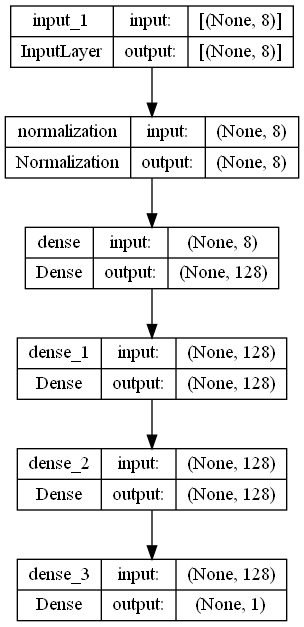 input_1 input: [(None, 8)]
InputLayer output: [(None, 8)]
normalization input: (None, 8)
Normalization output: (None, 8)
dense input: (None, 8)
Dense output: (None, 128)
dense_1 input: (None, 128)
Dense output: (None, 128)
dense_2 input: (None, 128)
Dense output: (None, 128)
dense_3 input: (None, 128)
Dense output: (None, 1)